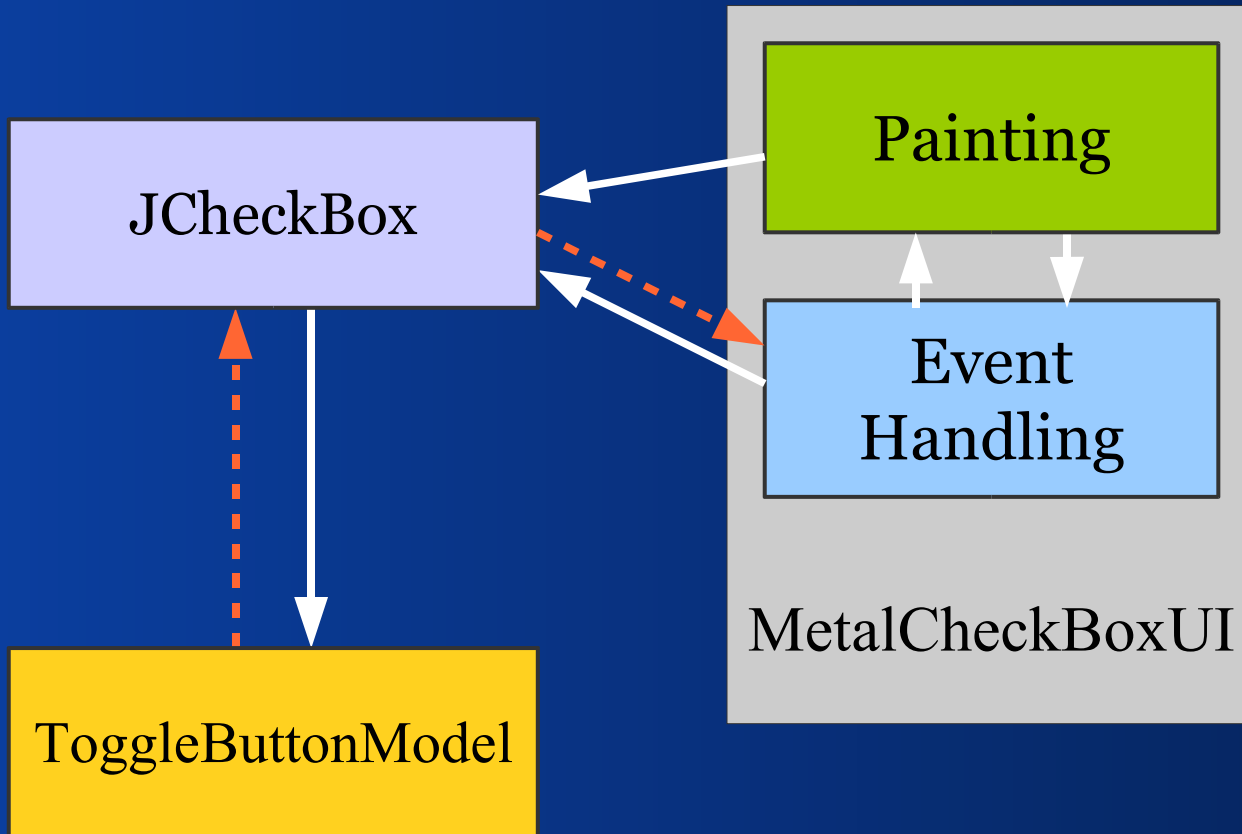 Painting
JCheckBox
Event
Handling
MetalCheckBoxUI
ToggleButtonModel